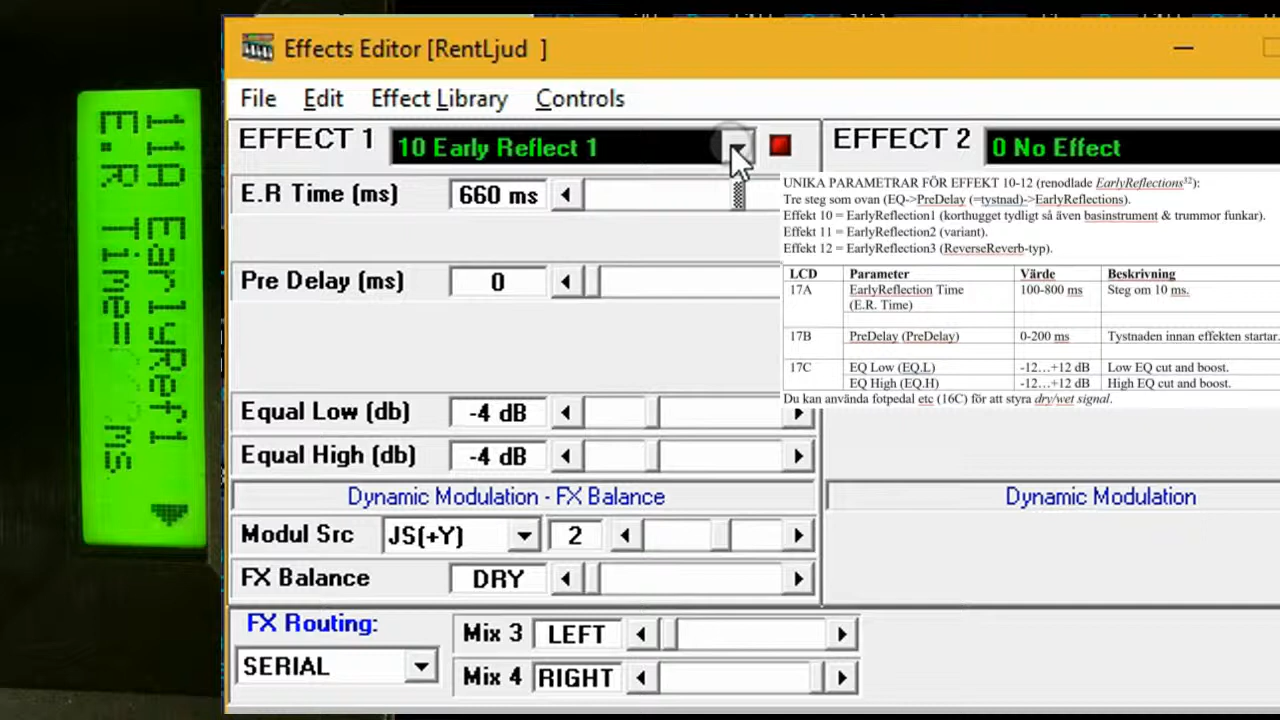 11A EarlyRefl
E.R Time= ms
Effects Editor [RentLjud ]
File Edit Effect Library Controls
EFFECT 1 10 Early Reflect 1
E.R Time (ms) 660 ms
Pre Delay (ms) 0
Equal Low (db) -4 dB
Equal High (db) -4 dB
Dynamic Modulation - FX Balance
Modul Src JS(+Y) 2
FX Balance DRY
FX Routing:
SERIAL
Mix 3 LEFT
Mix 4 RIGHT
EFFECT 2 0 No Effect
UNIKA PARAMETRAR FÖR EFFEKT 10-12 (renodlade EarlyReflections32):
Tre steg som ovan (EQ->PreDelay (=tystnad)->EarlyReflections).
Effekt 10 = EarlyReflection1 (korthugget tydligt så även basinstrument & trummor funkar).
Effekt 11 = EarlyReflection2 (variant).
Effekt 12 = EarlyReflection3 (ReverseReverb-typ).
LCD Parameter Värde Beskrivning
17A EarlyReflection Time 100-800 ms Steg om 10 ms.
(E.R. Time)
17B PreDelay (PreDelay) 0-200 ms Tystnaden innan effekten startar.
17C EQ Low (EQ.L) -12…+12 dB Low EQ cut and boost.
EQ High (EQ.H) -12…+12 dB High EQ cut and boost.
Du kan använda fotpedal etc (16C) för att styra dry/wet signal.
Dynamic Modulation